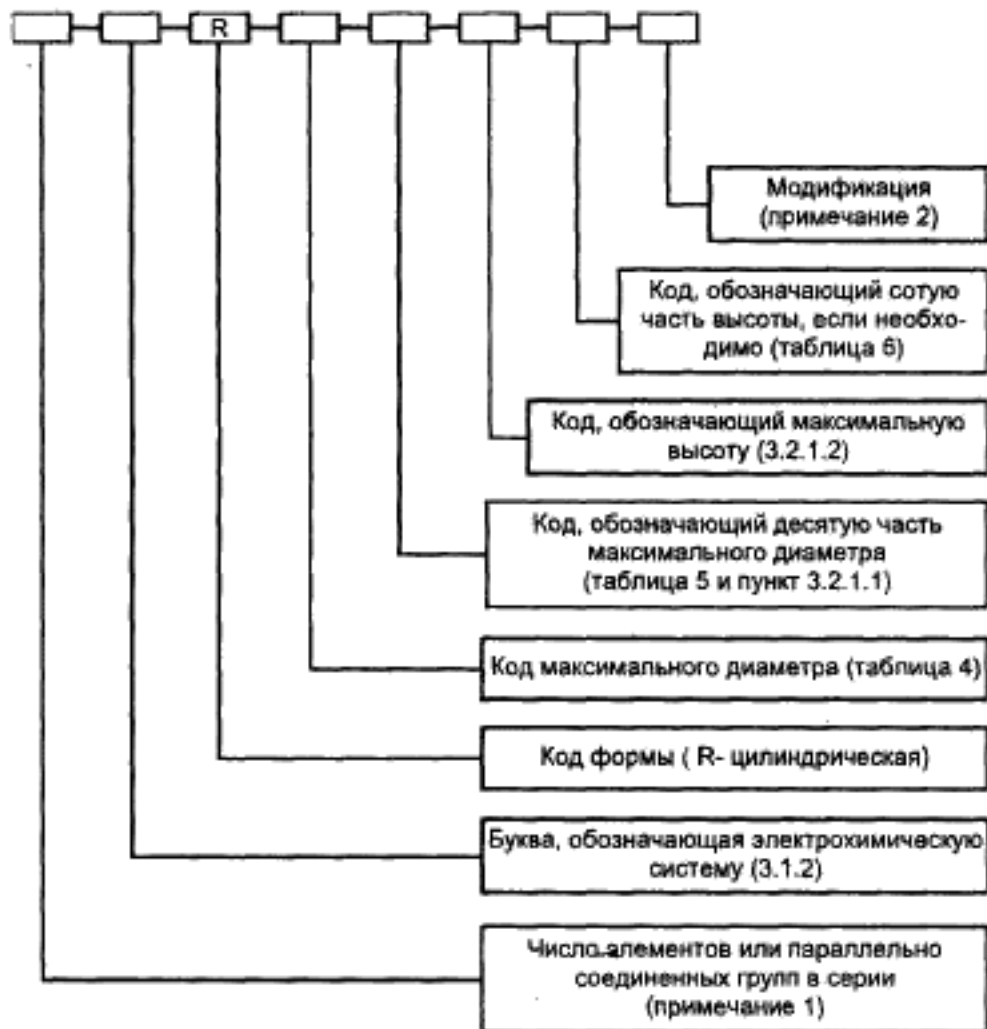 R
Модификация
(примечание 2)
Код, обозначающий сотую
часть высоты, если необхо-
димо (таблица 6)
Код, обозначающий максимальную
высоту (3.2.1.2)
Код, обозначающий десятую часть
максимального диаметра
(таблица 5 и пункт 3.2.1.1)
Код максимального диаметра (таблица 4)
Код формы ( R- цилиндрическая)
Буква, обозначающая электрохимическую
систему (3.1.2)
Число элементов или параллельно
соединенных групп в серии
(примечание 1)